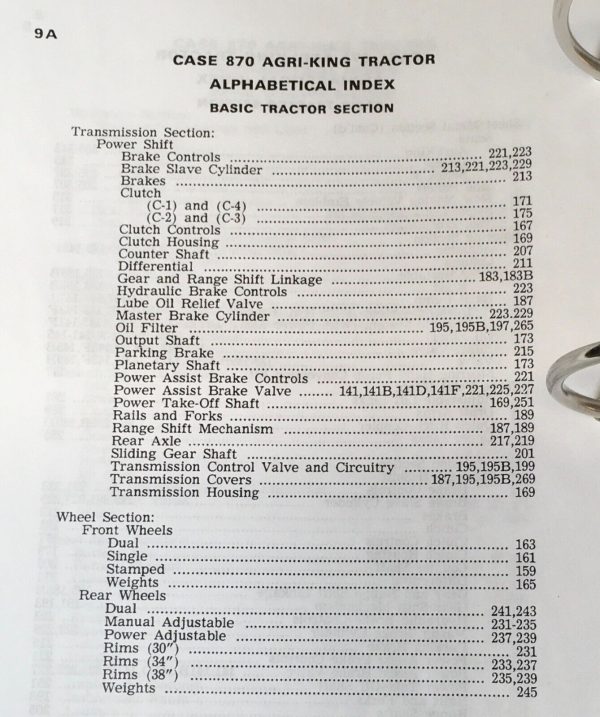 9A
CASE 870 AGRI-KING TRACTOR
ALPHABETICAL INDEX
BASIC TRACTOR SECTION
Transmission Section:
Power Shift
Brake Controls ........ 221,223
Brake Slave Cylinder ........ 213,221,223,229
Brakes ........ 213
Clutch
(C-1) and (C-4) ........ 171
(C-2) and (C-3) ........ 175
Clutch Controls ........ 167
Clutch Housing ........ 169
Counter Shaft ........ 207
Differential ........ 211
Gear and Range Shift Linkage ........ 183,183B
Hydraulic Brake Controls ........ 223
Lube Oil Relief Valve ........ 187
Master Brake Cylinder ........ 223.229
Oil Filter ........ 195,195B,197,265
Output Shaft ........ 173
Parking Brake ........ 215
Planetary Shaft ........ 173
Power Assist Brake Controls ........ 221
Power Assist Brake Valve ........ 141,141B,141D,141F,221,225,227
Power Take-Off Shaft ........ 169,251
Rails and Forks ........ 189
Range Shift Mechanism ........ 187,189
Rear Axle ........ 217,219
Sliding Gear Shaft ........ 201
Transmission Control Valve and Circuitry ........ 195,195B,199
Transmission Covers ........ 187,195,195B,269
Transmission Housing ........ 169
Wheel Section:
Front Wheels
Dual ........ 163
Single ........ 161
Stamped ........ 159
Weights ........ 165
Rear Wheels
Dual ........ 241,243
Manual Adjustable ........ 231-235
Power Adjustable ........ 237,239
Rims (30") ........ 231
Rims (34") ........ 233,237
Rims (38") ........ 235,239
Weights ........ 245